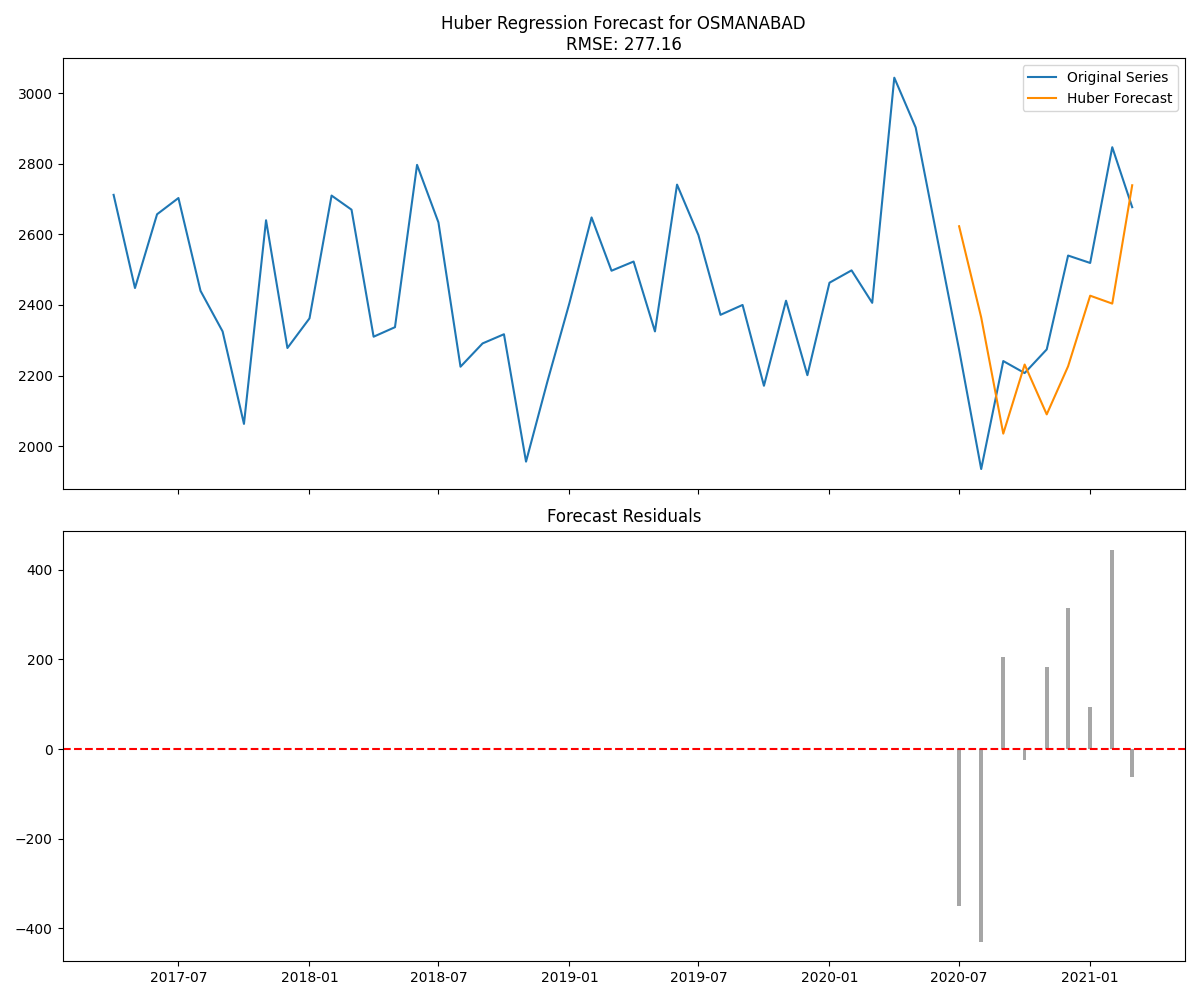 Huber Regression Forecast for OSMANABAD
RMSE: 277.16
Original Series
Huber Forecast
3000
2800
2600
2400
2200
2000
Forecast Residuals
400
200
0
−200
−400
2017-07 2018-01 2018-07 2019-01 2019-07 2020-01 2020-07 2021-01